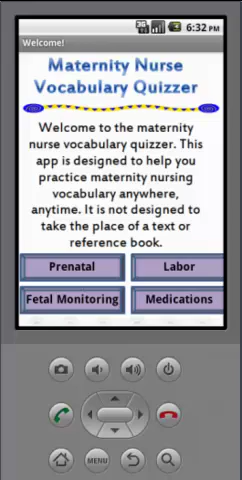 3G 6:32 PM
Welcome!
Maternity Nurse
Vocabulary Quizzer
Welcome to the maternity
nurse vocabulary quizzer. This
app is designed to help you
practice maternity nursing
vocabulary anywhere,
anytime. It is not designed to
take the place of a text or
reference book.
Prenatal Labor
Fetal Monitoring Medications
MENU